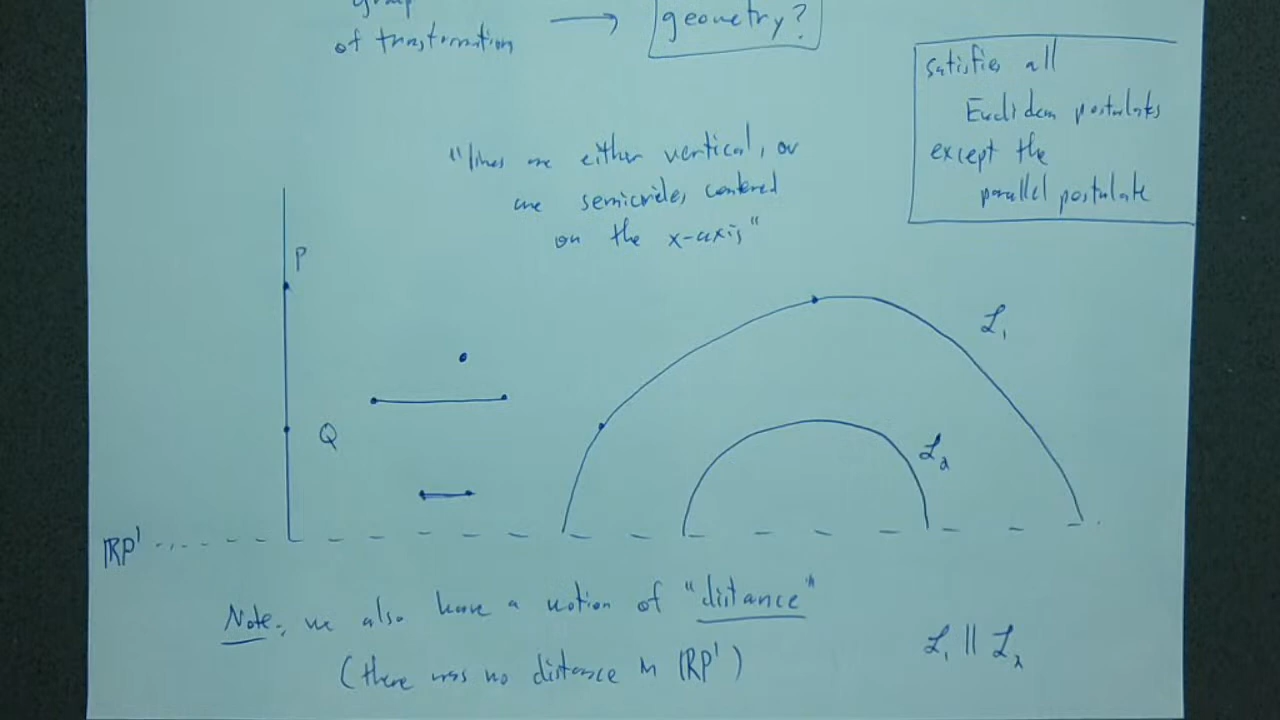 group
of transformation → geometry?
satisfies all
Euclidean postulates
except the
parallel postulate
"lines are either vertical, or
are semicircles centered
on the x-axis"
P
Q
ℒ₁
ℒ₂
RP¹
Note: we also have a notion of "distance"
(there was no distance in RP¹)
ℒ₁ || ℒ₂